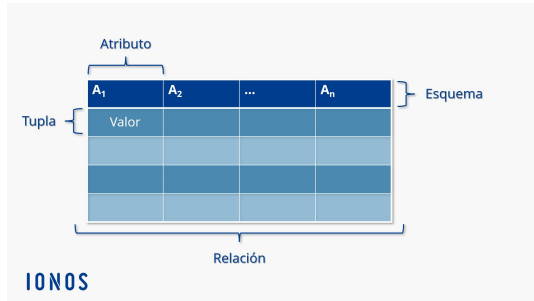 Atributo
A1 A2 ... An
Esquema
Tupla
Valor
Relación
IONOS